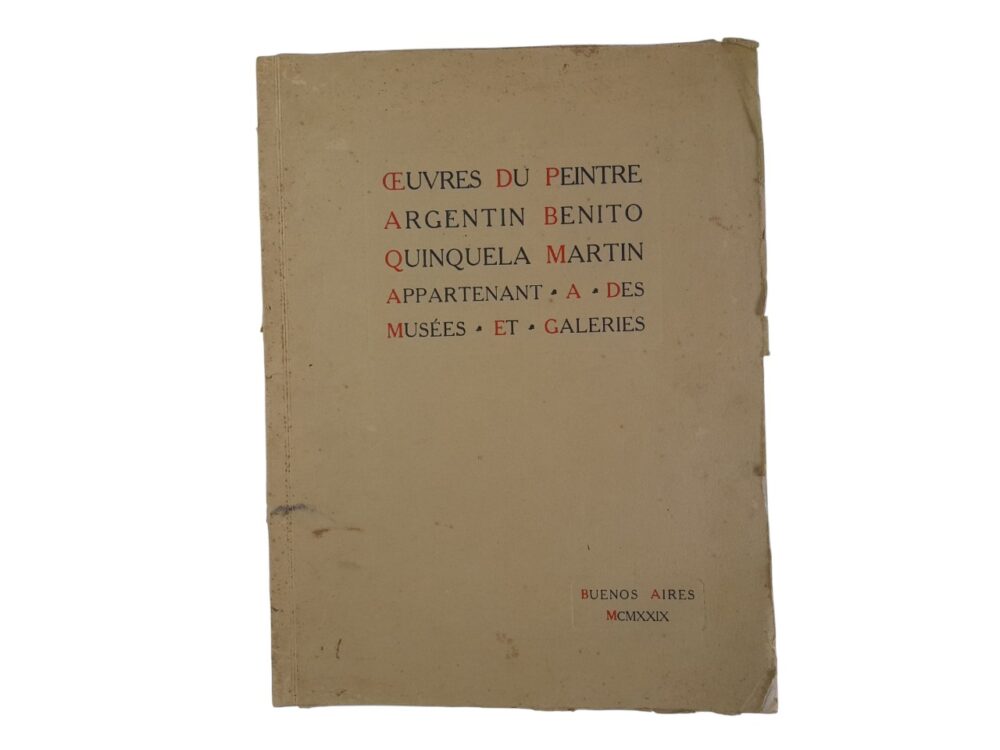 ŒUVRES DU PEINTRE
ARGENTIN BENITO
QUINQUELA MARTIN
APPARTENANT · A · DES
MUSÉES · ET · GALERIES
BUENOS AIRES
MCMXXIX